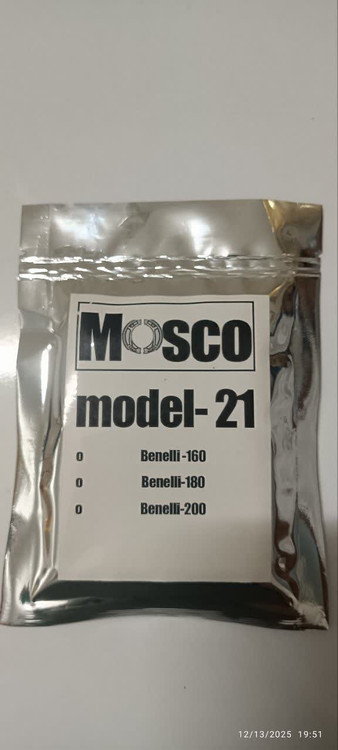 MOSCO
model- 21
o Benelli -160
o Benelli-180
o Benelli-200
12/13/2025 19:51